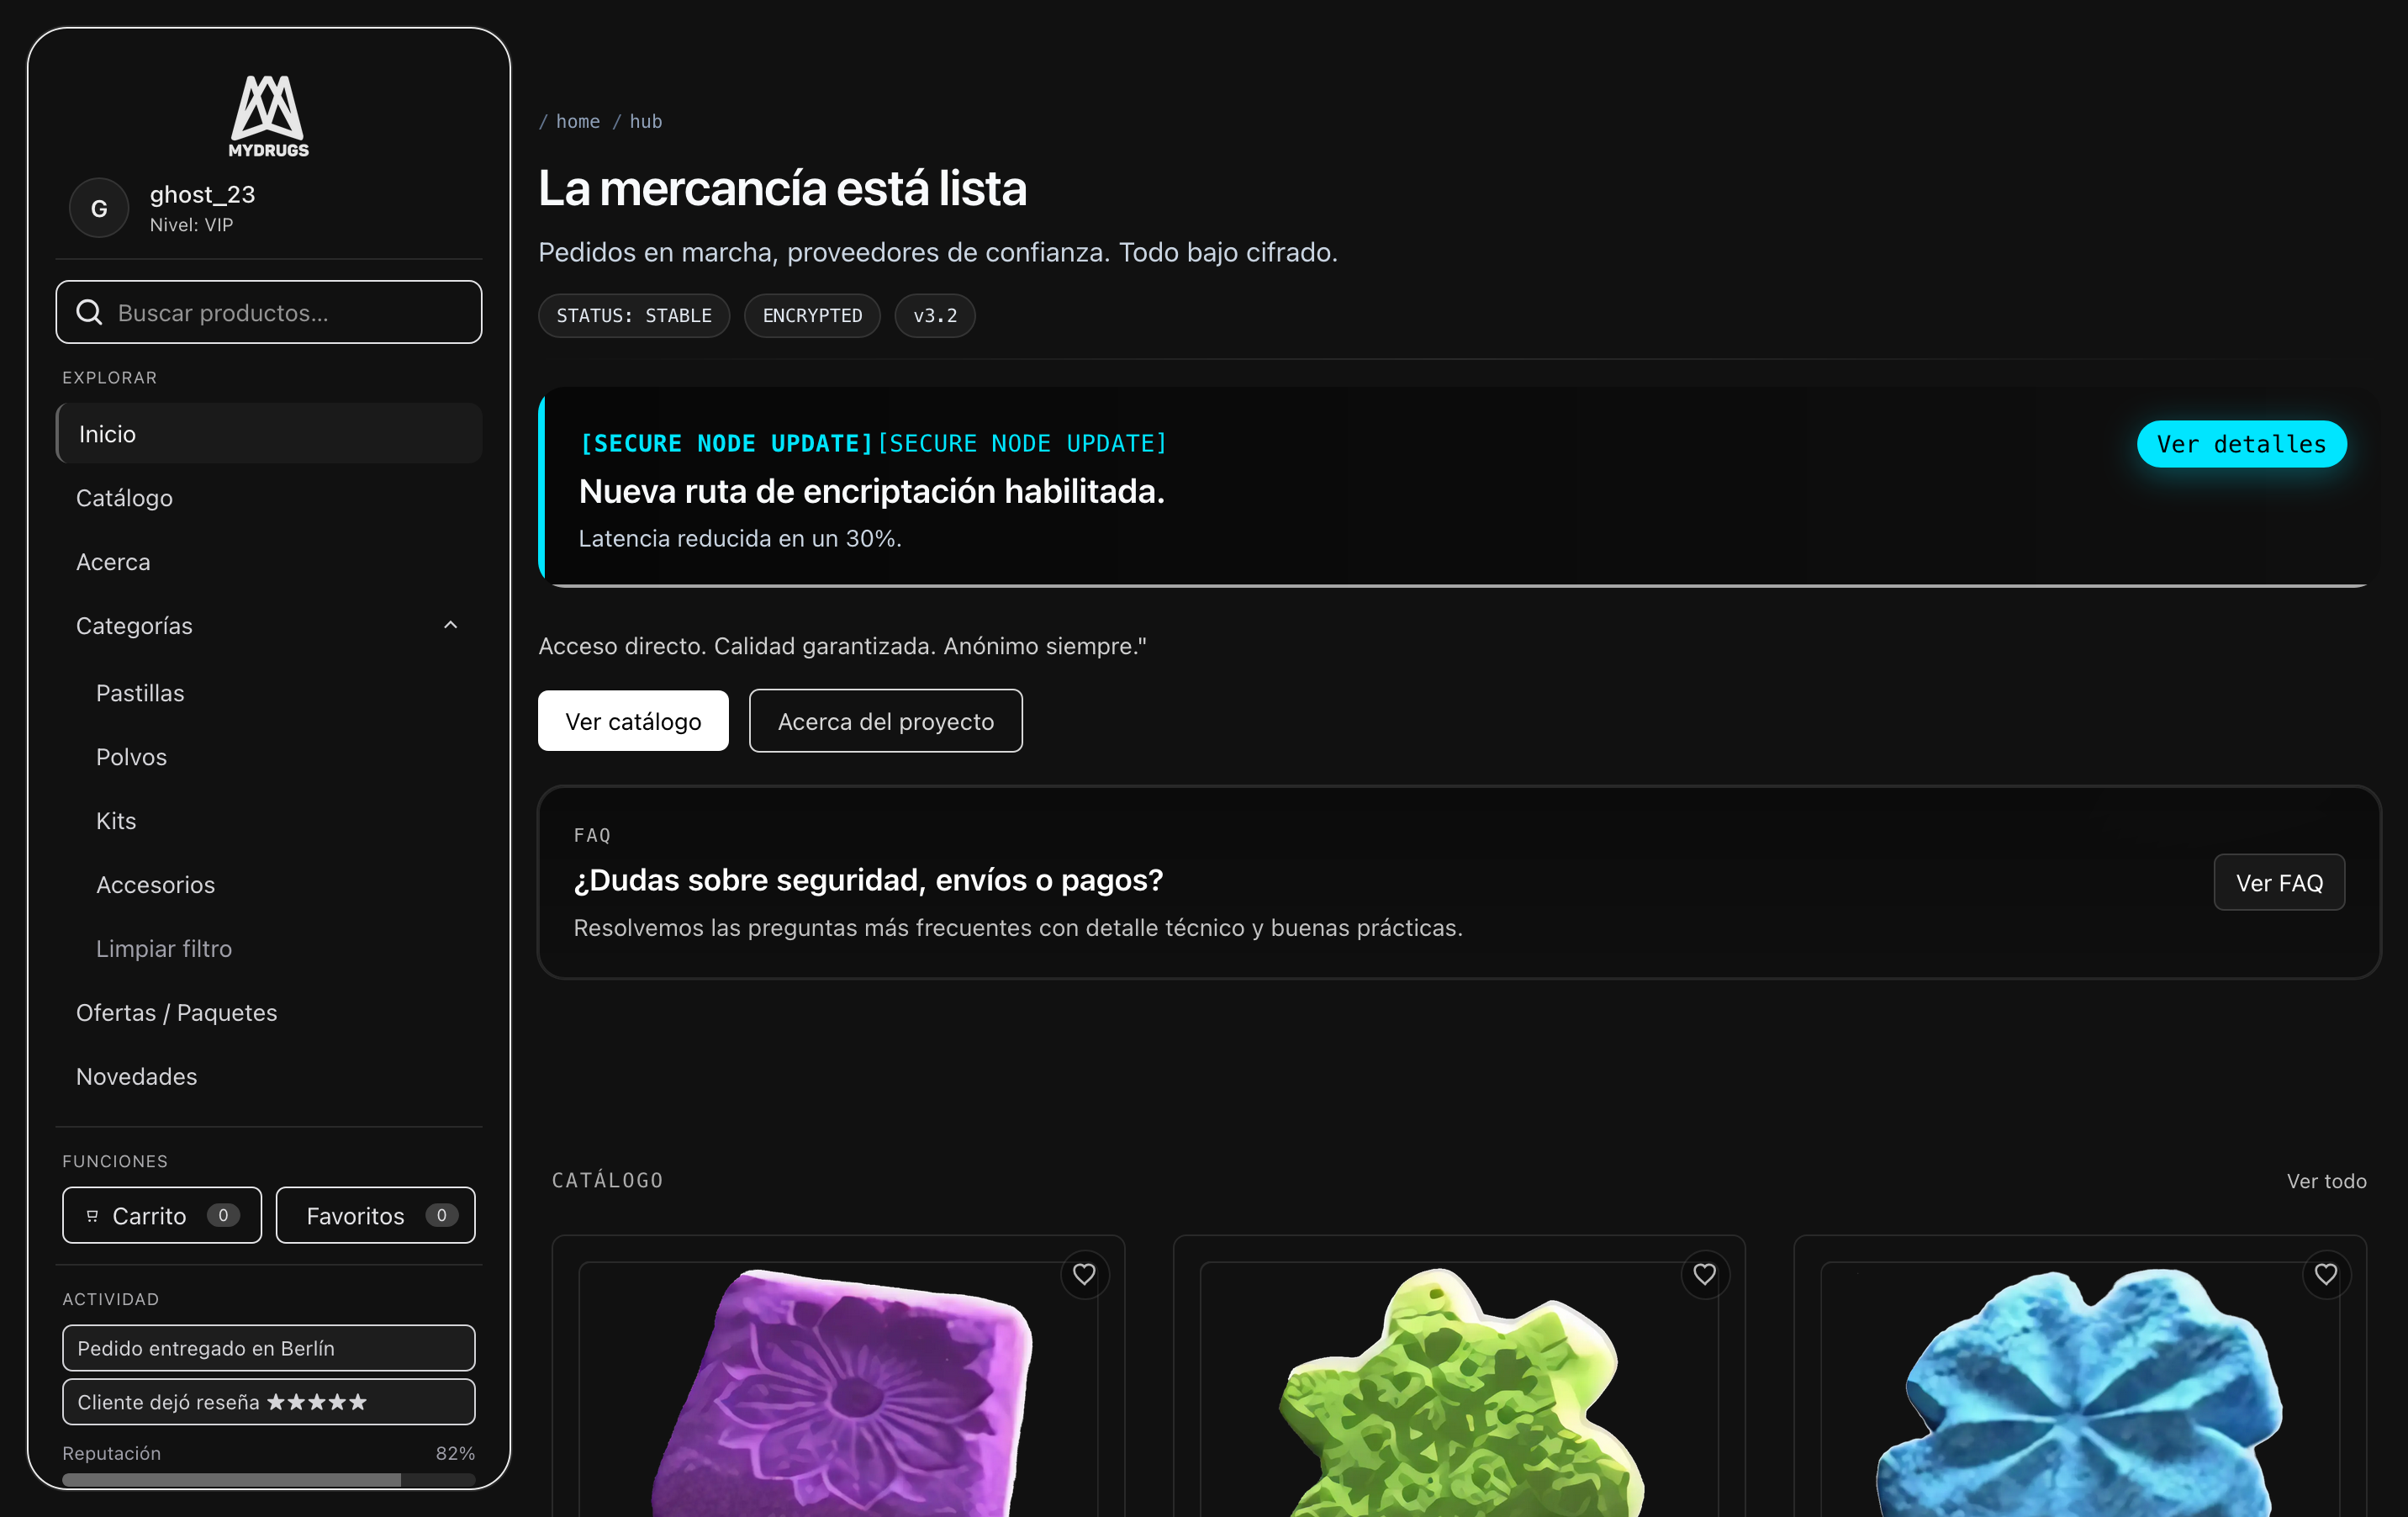 MYDRUGS
G
ghost_23
Nivel: VIP
Buscar productos...
EXPLORAR
Inicio
Catálogo
Acerca
Categorías
Pastillas
Polvos
Kits
Accesorios
Limpiar filtro
Ofertas / Paquetes
Novedades
FUNCIONES
Carrito 0
Favoritos 0
ACTIVIDAD
Pedido entregado en Berlín
Cliente dejó reseña ★★★★★
Reputación 82%
/ home / hub
La mercancía está lista
Pedidos en marcha, proveedores de confianza. Todo bajo cifrado.
STATUS: STABLE
ENCRYPTED
v3.2
[SECURE NODE UPDATE][SECURE NODE UPDATE]
Ver detalles
Nueva ruta de encriptación habilitada.
Latencia reducida en un 30%.
Acceso directo. Calidad garantizada. Anónimo siempre."
Ver catálogo
Acerca del proyecto
FAQ
¿Dudas sobre seguridad, envíos o pagos?
Resolvemos las preguntas más frecuentes con detalle técnico y buenas prácticas.
Ver FAQ
CATÁLOGO
Ver todo